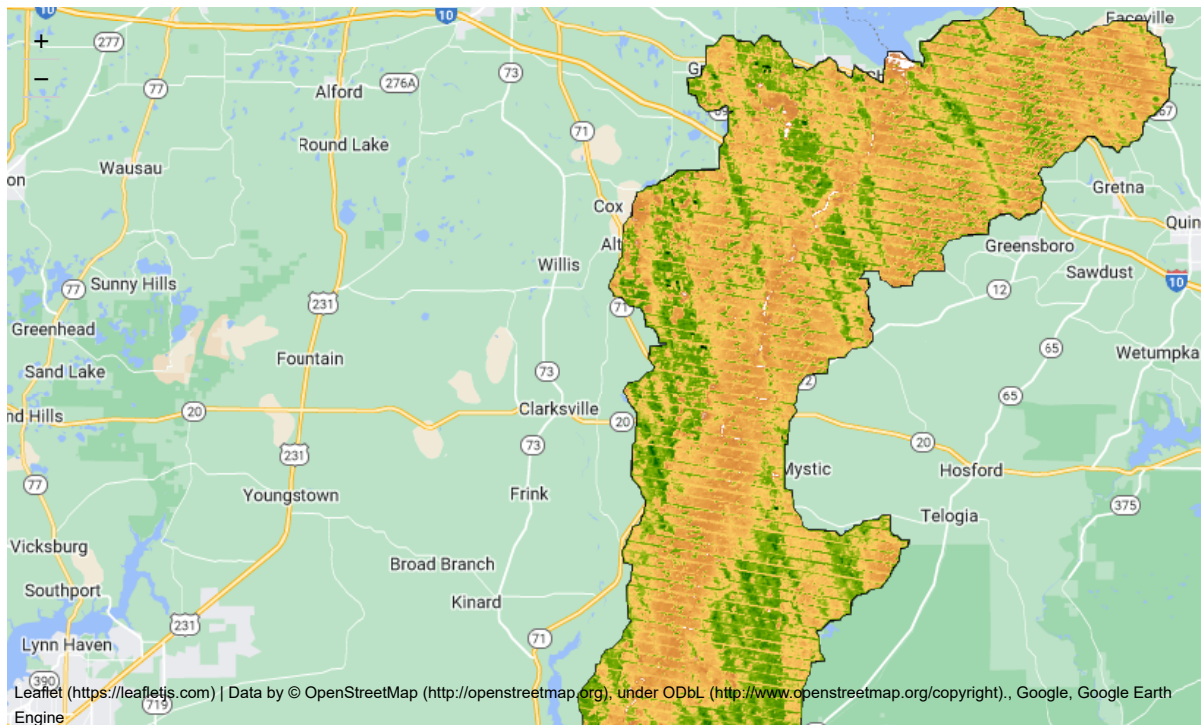 10
10
Faceville
+
277
73
77
276A
−
Alford
71
67
Round Lake
Wausau
on
Gretna
Cox
Quin
Alt
Greensboro
Willis
Sawdust
10
Sunny Hills
77
12
231
71
Greenhead
65
Fountain
Wetumpka
Sand Lake
73
65
nd Hills
20
Clarksville
20
20
73
231
Mystic
Hosford
77
Youngstown
Frink
375
Telogia
Vicksburg
Broad Branch
Southport
Kinard
231
71
Lynn Haven
390
Leaflet (https://leafletjs.com) | Data by © OpenStreetMap (http://openstreetmap.org), under ODbL (http://www.openstreetmap.org/copyright)., Google, Google Earth
719
Engine